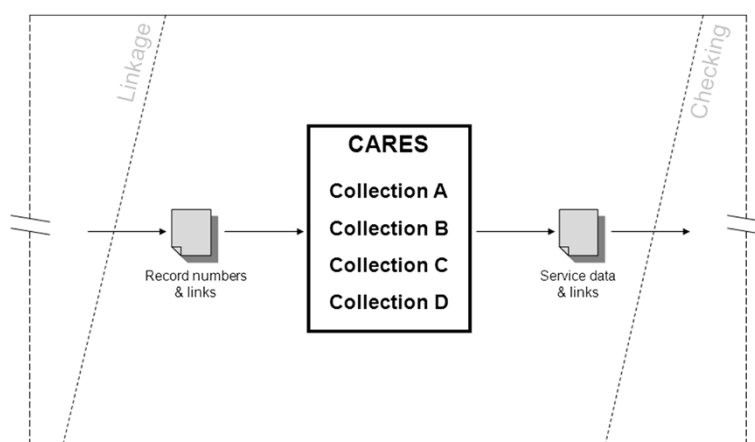 Linkage
Checking
CARES
Collection A
Collection B
Collection C
Collection D
Record numbers
& links
Service data
& links